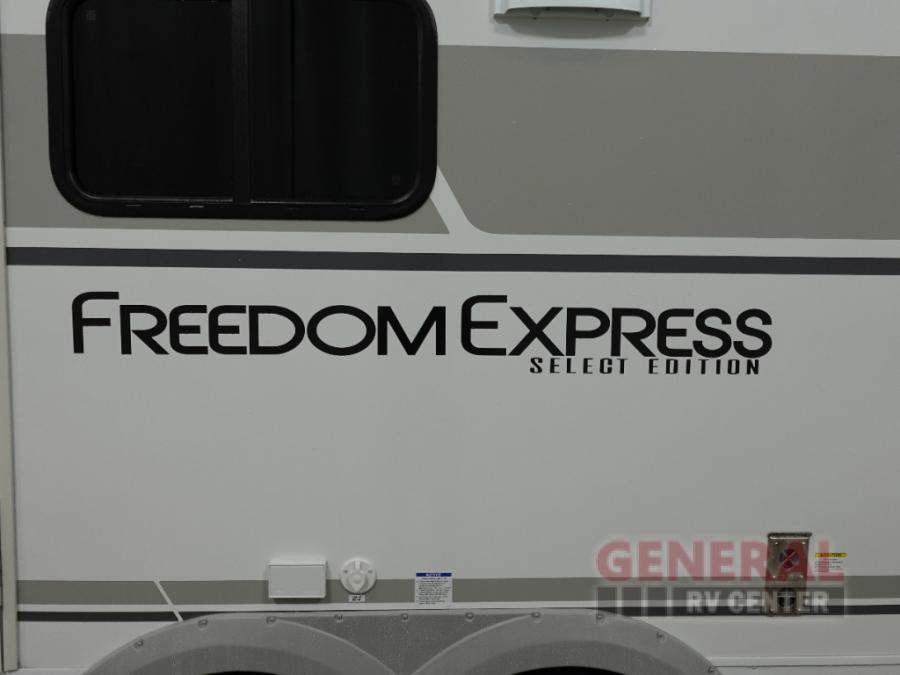 FREEDOM EXPRESS
SELECT EDITION
GENERAL
RV CENTER